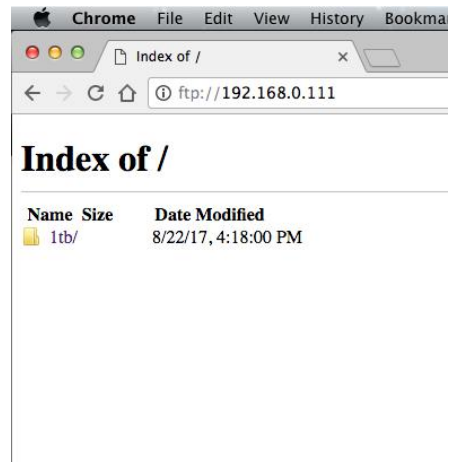 Chrome File Edit View History
Index of /
ftp://192.168.0.111
Index of /
Name Size Date Modified
1tb/ 8/22/17, 4:18:00 PM